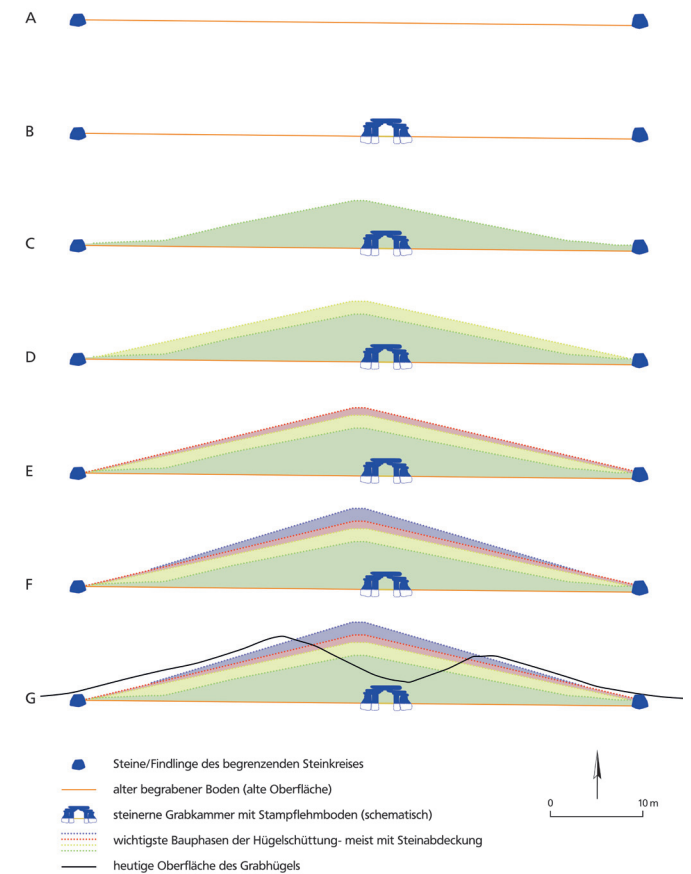 A
B
C
D
E
F
G
Steine/Findlinge des begrenzenden Steinkreises
alter begrabener Boden (alte Oberfläche)
steinerne Grabkammer mit Stampflehmboden (schematisch)
wichtigste Bauphasen der Hügelschüttung- meist mit Steinabdeckung
heutige Oberfläche des Grabhügels
0 10 m